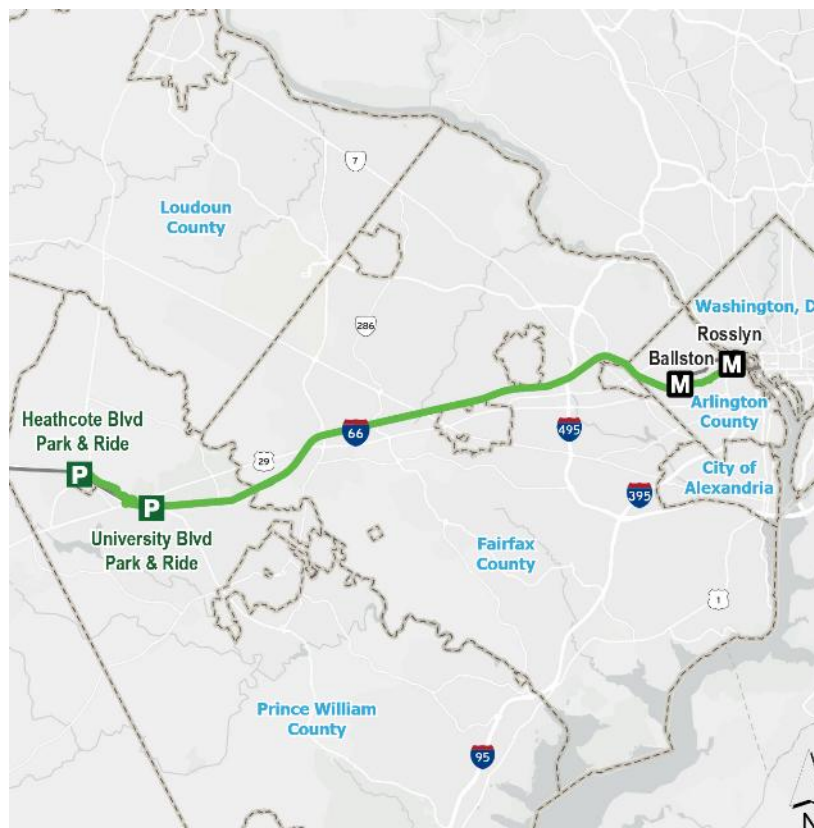 7
Loudoun
County
286
Washington, D
Rosslyn
Ballston
M
M
Arlington
County
Heathcote Blvd
Park & Ride
66
495
29
P
City of
Alexandria
395
P
University Blvd
Park & Ride
Fairfax
County
1
Prince William
County
95
N